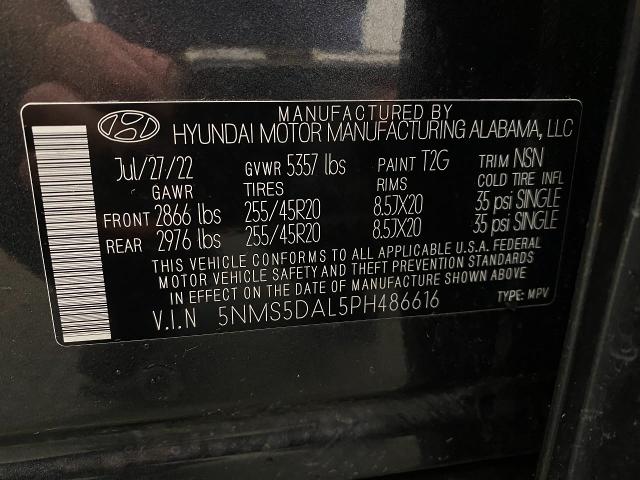 MANUFACTURED BY
HYUNDAI MOTOR MANUFACTURING ALABAMA, LLC
Jul/27/22 GVWR 5357 lbs PAINT T2G TRIM NSN
GAWR TIRES RIMS COLD TIRE INFL
FRONT 2866 lbs 255/45R20 8.5JX20 35 psi SINGLE
REAR 2976 lbs 255/45R20 8.5JX20 35 psi SINGLE
THIS VEHICLE CONFORMS TO ALL APPLICABLE U.S.A. FEDERAL
MOTOR VEHICLE SAFETY AND THEFT PREVENTION STANDARDS
IN EFFECT ON THE DATE OF MANUFACTURE SHOWN ABOVE
V.I.N 5NMS5DAL5PH486616 TYPE: MPV